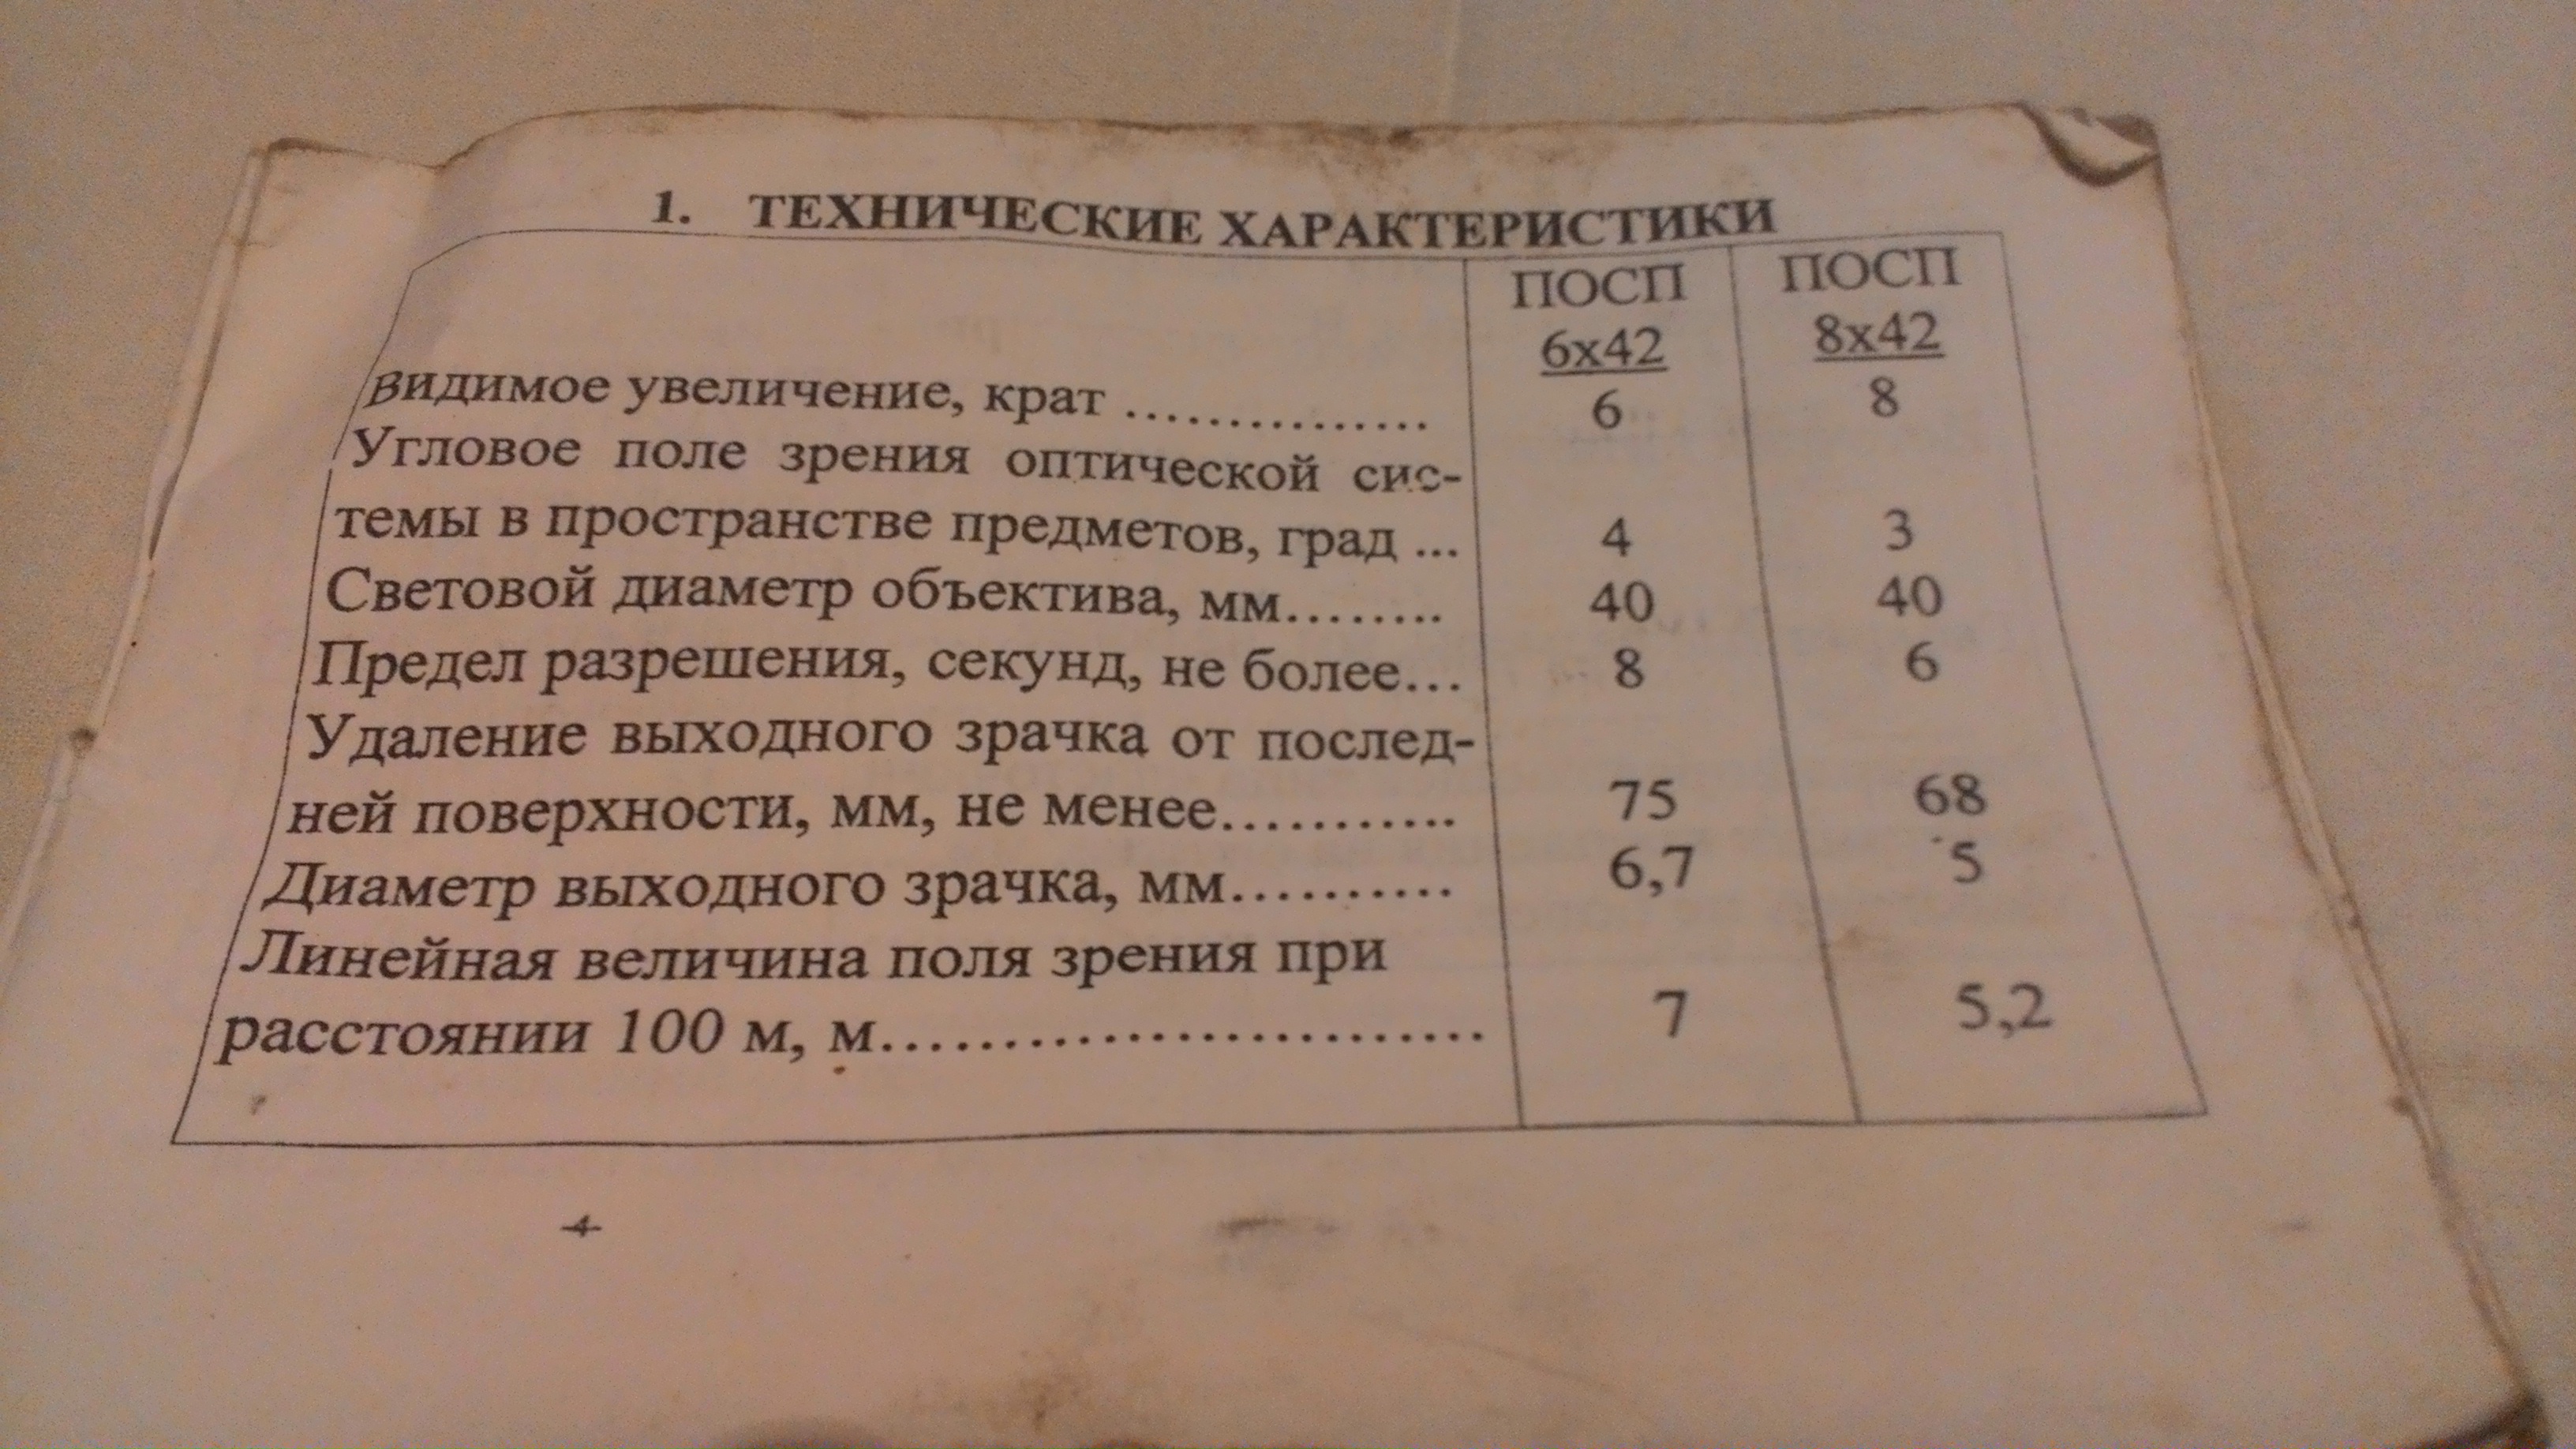 1. ТЕХНИЧЕСКИЕ ХАРАКТЕРИСТИКИ
ПОСП ПОСП
6х42 8х42
видимое увеличение, крат ............... 6 8
Угловое поле зрения оптической сис-
темы в пространстве предметов, град ... 4 3
Световой диаметр объектива, мм........ 40 40
Предел разрешения, секунд, не более... 8 6
Удаление выходного зрачка от послед-
ней поверхности, мм, не менее........... 75 68
Диаметр выходного зрачка, мм.......... 6,7 5
Линейная величина поля зрения при
расстоянии 100 м, м......................... 7 5,2
4